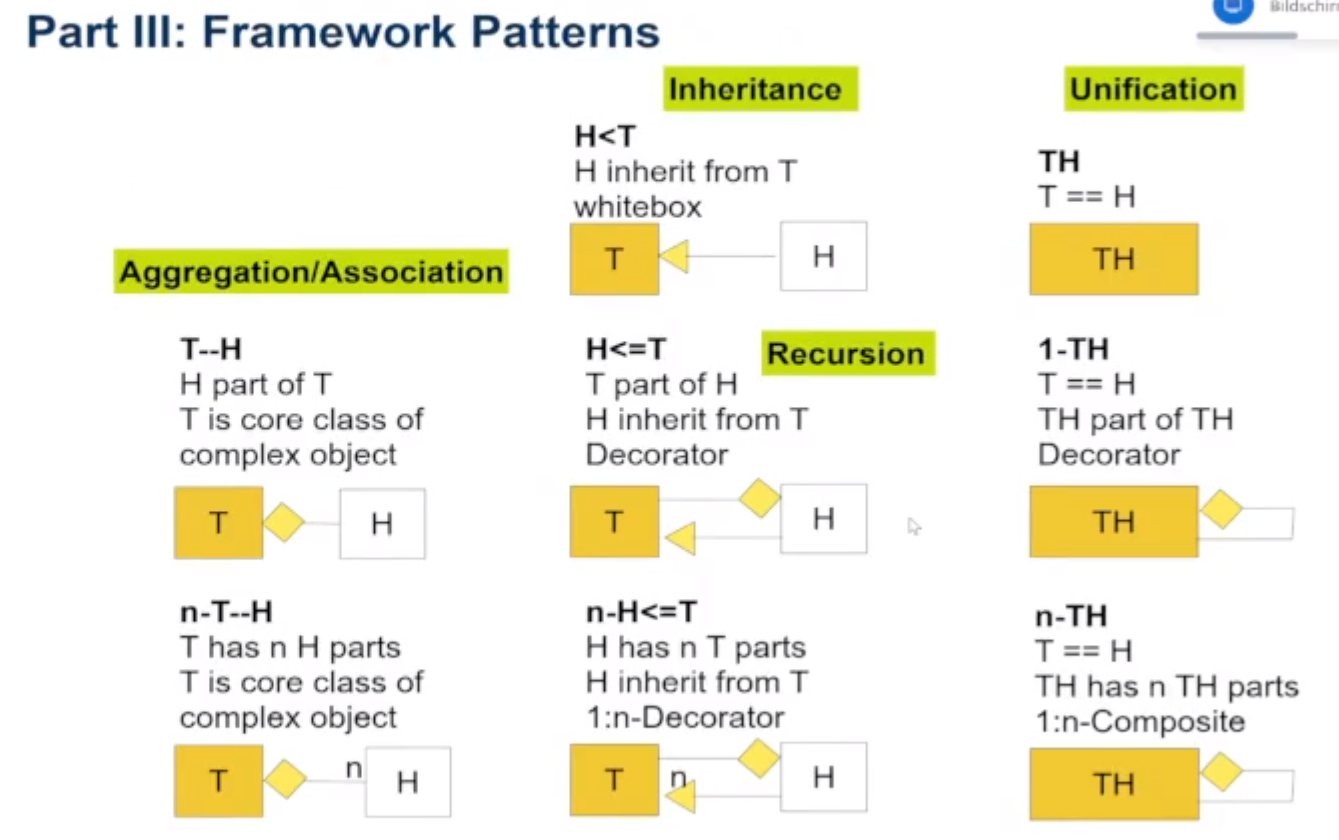 Part III: Framework Patterns
Inheritance
H<T
H inherit from T
whitebox
T
H
Unification
TH
T == H
TH
Aggregation/Association
T--H
H part of T
T is core class of
complex object
T
H
H<=T
Recursion
T part of H
H inherit from T
Decorator
T
H
1-TH
T == H
TH part of TH
Decorator
TH
n-T--H
T has n H parts
T is core class of
complex object
T
n
H
n-H<=T
H has n T parts
H inherit from T
1:n-Decorator
T
n
H
n-TH
T == H
TH has n TH parts
1:n-Composite
TH